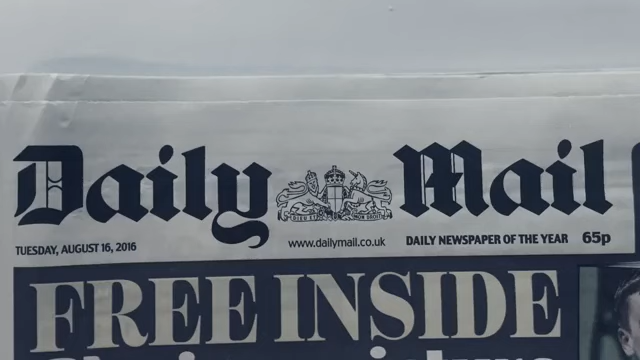 Daily Mail
TUESDAY, AUGUST 16, 2016 www.dailymail.co.uk DAILY NEWSPAPER OF THE YEAR 65p
FREE INSIDE